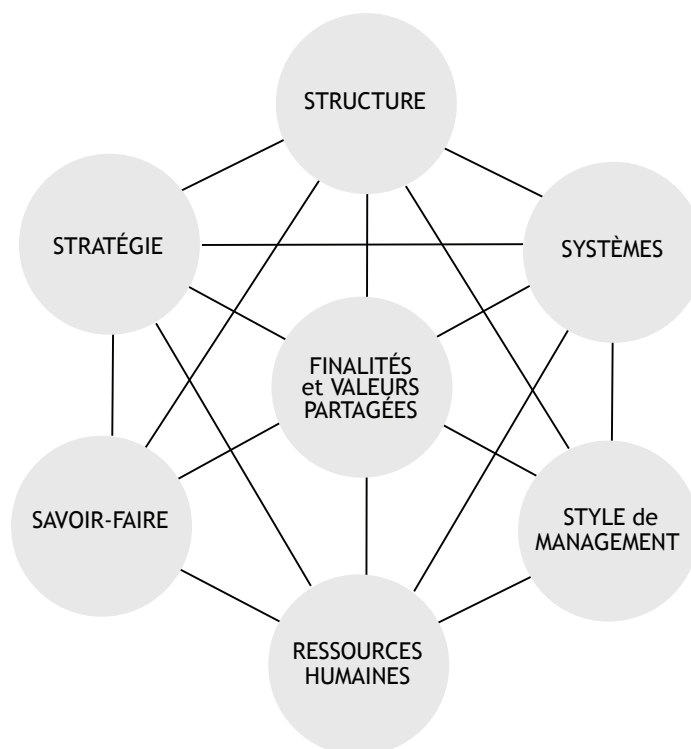 STRUCTURE
STRATÉGIE
SYSTÈMES
FINALITÉS
et VALEURS
PARTAGÉES
SAVOIR-FAIRE
STYLE de
MANAGEMENT
RESSOURCES
HUMAINES